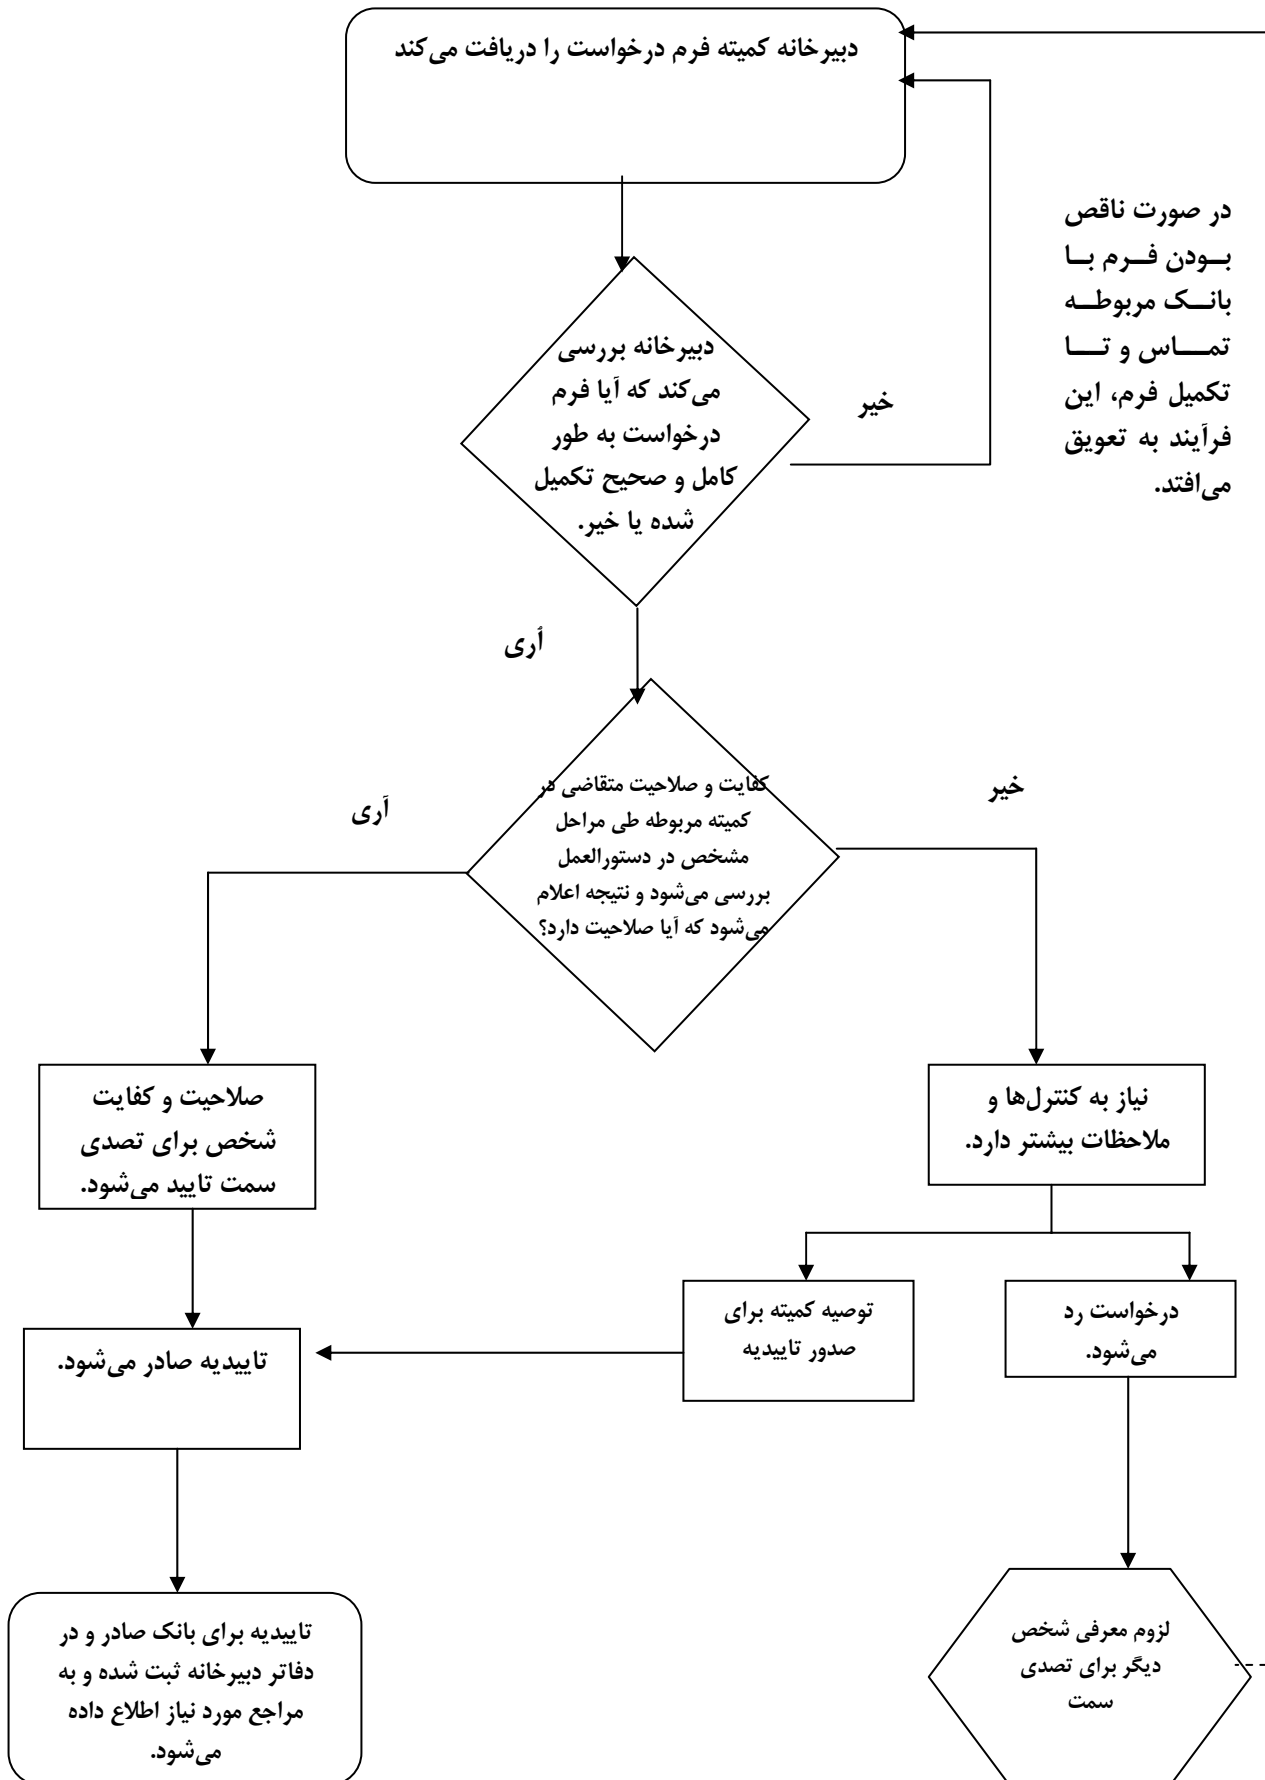 دبیرخانه کمیته فرم درخواست را دریافت می‌کند
در صورت ناقص
بودن فرم با
بانک مربوطه
تماس و تا
تکمیل فرم، این
فرآیند به تعویق
می‌افتد.
دبیرخانه بررسی
می‌کند که آیا فرم
درخواست به طور
کامل و صحیح تکمیل
شده یا خیر.
خیر
آری
کفایت و صلاحیت متقاضی در
کمیته مربوطه طی مراحل
مشخص در دستورالعمل
بررسی می‌شود و نتیجه اعلام
می‌شود که آیا صلاحیت دارد؟
خیر
آری
نیاز به کنترل‌ها و
ملاحظات بیشتر دارد.
صلاحیت و کفایت
شخص برای تصدی
سمت تایید می‌شود.
درخواست رد
می‌شود.
توصیه کمیته برای
صدور تاییدیه
تاییدیه صادر می‌شود.
لزوم معرفی شخص
دیگر برای تصدی
سمت
تاییدیه برای بانک صادر و در
دفاتر دبیرخانه ثبت شده و به
مراجع مورد نیاز اطلاع داده
می‌شود.